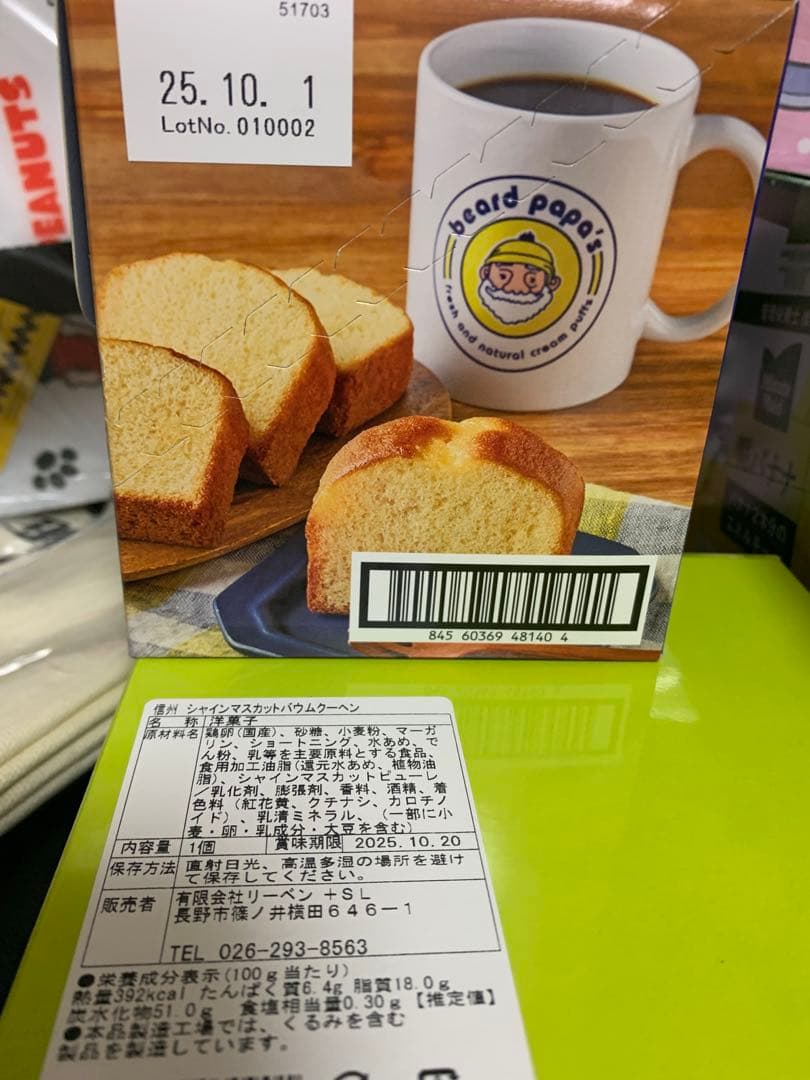 51703
25. 10. 1
LotNo. 010002
PEANUTS
beard papa's
fresh and natural cream puffs
845 60369 48140 4
信州 シャインマスカットバウムクーヘン
名 称 洋菓子
原材料名 鶏卵(国産)、砂糖、小麦粉、マーガ
リン、ショートニング、水あめ、で
ん粉、乳等を主要原料とする食品、
食用加工油脂(還元水あめ、植物油
脂)、シャインマスカットピューレ
/乳化剤、膨張剤、香料、酒精、着
色料(紅花黄、クチナシ、カロチノ
イド)、乳清ミネラル、(一部に小
麦・卵・乳成分・大豆を含む)
内容量 1個 賞味期限 2025.10.20
保存方法 直射日光、高温多湿の場所を避け
て保存してください。
販売者 有限会社リーベン +SL
長野市篠ノ井横田646-1
TEL 026-293-8563
●栄養成分表示(100g当たり)
熱量392kcal たんぱく質6.4g 脂質18.0g
炭水化物51.0g 食塩相当量0.30g【推定値】
●本品製造工場では、くるみを含む
製品を製造しています。